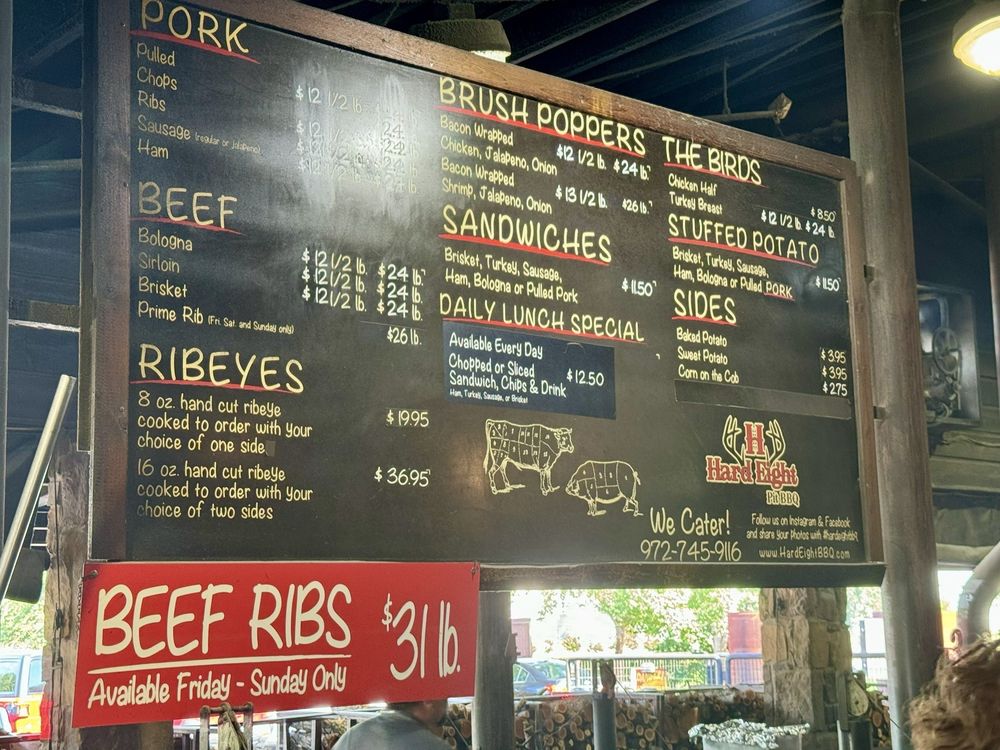 PORK
Pulled
Chops $12 1/2 lb.
Ribs
Sausage (regular or Jalapeno) $12 24
Ham
BEEF
Bologna $12 1/2 lb. $24 lb.
Sirloin $12 1/2 lb. $24 lb.
Brisket $12 1/2 lb. $24 lb.
Prime Rib (Fri. Sat. and Sunday only) $26 lb.
RIBEYES
8 oz. hand cut ribeye $19.95
cooked to order with your
choice of one side
16 oz. hand cut ribeye $36.95
cooked to order with your
choice of two sides
BRUSH POPPERS
Bacon Wrapped
Chicken, Jalapeno, Onion $12 1/2 lb. $24 lb.
Bacon Wrapped
Shrimp, Jalapeno, Onion $13 1/2 lb. $26 lb.
SANDWICHES
Brisket, Turkey, Sausage,
Ham, Bologna or Pulled Pork $11.50
DAILY LUNCH SPECIAL
Available Every Day
Chopped or Sliced
Sandwich, Chips & Drink $12.50
Ham, Turkey, Sausage, or Brisket
THE BIRDS
Chicken Half $8.50
Turkey Breast $12 1/2 lb. $24 lb.
STUFFED POTATO
Brisket, Turkey, Sausage,
Ham, Bologna or Pulled PORK $11.50
SIDES
Baked Potato $3.95
Sweet Potato $3.95
Corn on the Cob $2.75
H
Hard Eight
Pit BBQ
We Cater!
972-745-9116
Follow us on Instagram & Facebook
and share your photos with #hardeightbbq
www.HardEightBBQ.com
BEEF RIBS $31 lb.
Available Friday - Sunday Only